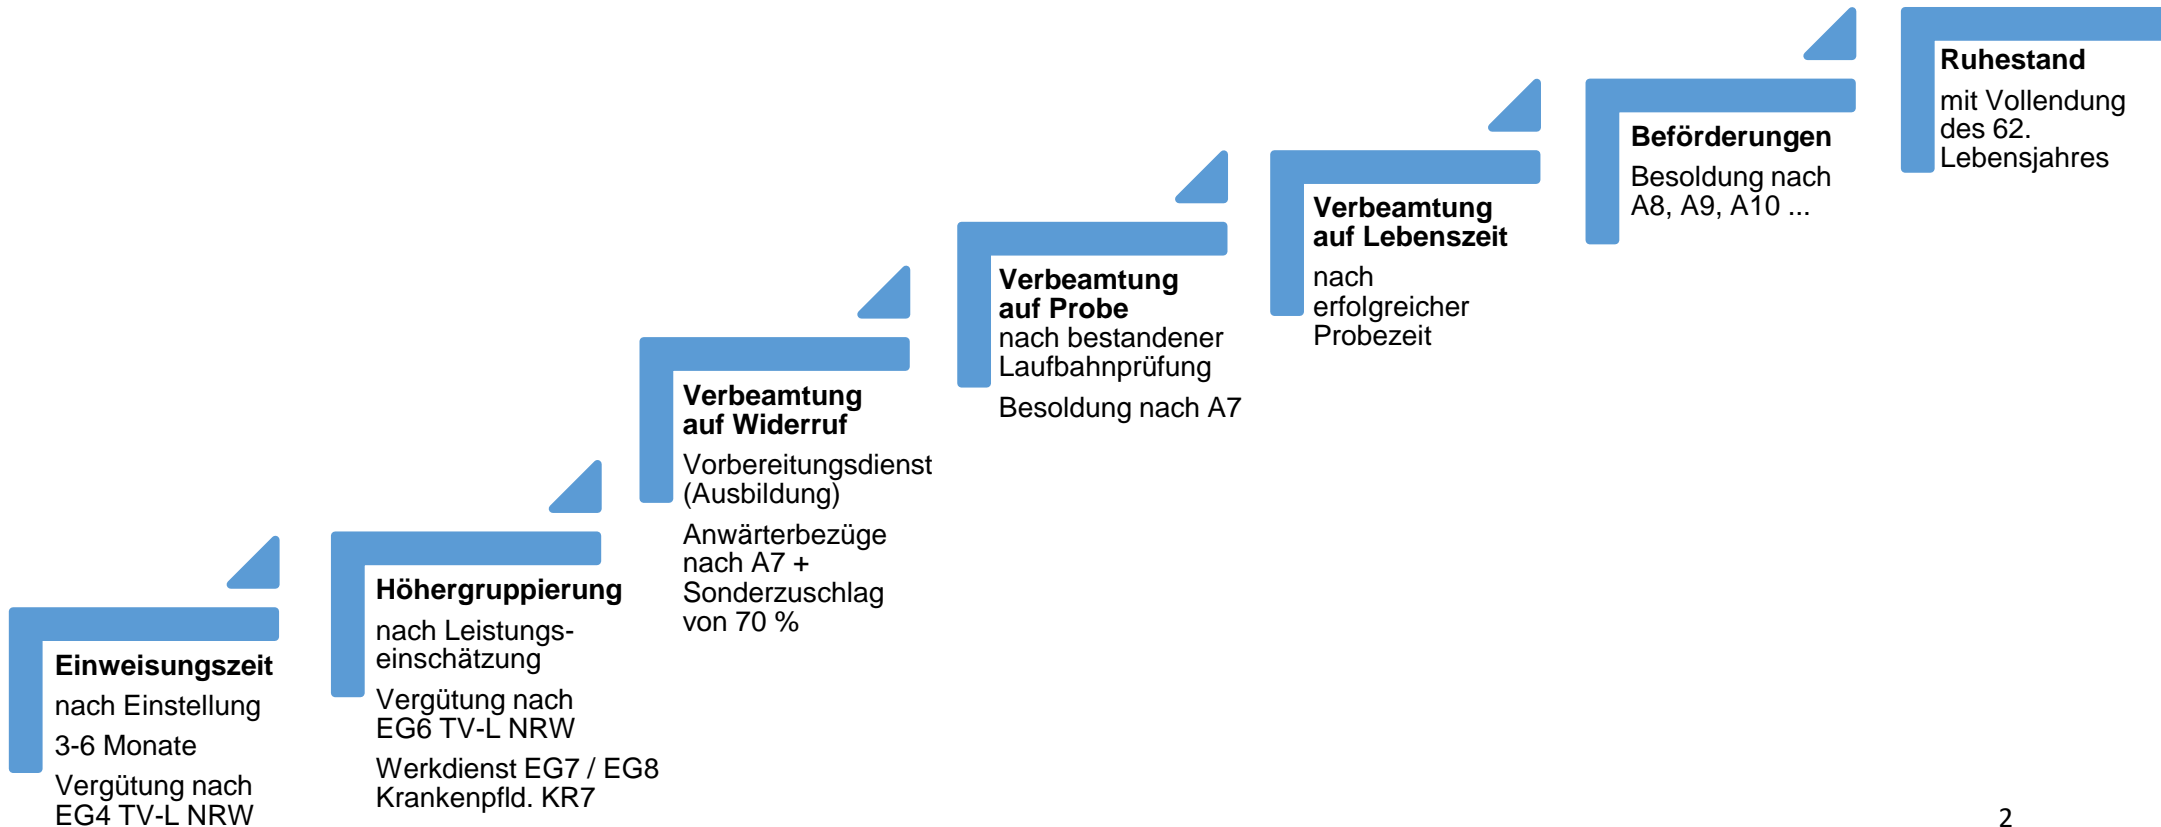 Einweisungszeit
nach Einstellung
3-6 Monate
Vergütung nach
EG4 TV-L NRW
Höhergruppierung
nach Leistungs-
einschätzung
Vergütung nach
EG6 TV-L NRW
Werkdienst EG7 / EG8
Krankenpfld. KR7
Verbeamtung
auf Widerruf
Vorbereitungsdienst
(Ausbildung)
Anwärterbezüge
nach A7 +
Sonderzuschlag
von 70 %
Verbeamtung
auf Probe
nach bestandener
Laufbahnprüfung
Besoldung nach A7
Verbeamtung
auf Lebenszeit
nach
erfolgreicher
Probezeit
Beförderungen
Besoldung nach
A8, A9, A10 ...
Ruhestand
mit Vollendung
des 62.
Lebensjahres
2